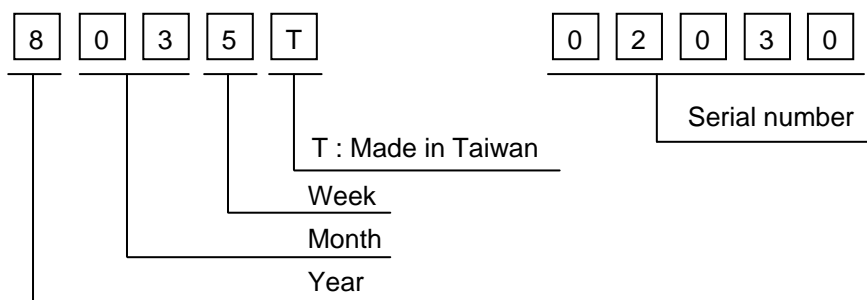 8 0 3 5 T 0 2 0 3 0
Serial number
T : Made in Taiwan
Week
Month
Year